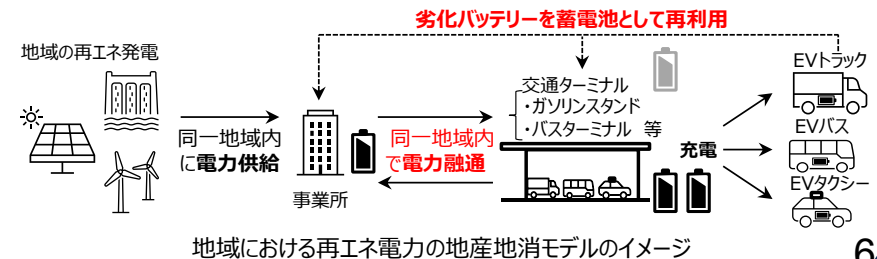 劣化バッテリーを蓄電池として再利用
地域の再エネ発電
同一地域内
に電力供給
事業所
同一地域内
で電力融通
交通ターミナル
・ガソリンスタンド
・バスターミナル 等
充電
EVトラック
EVバス
EVタクシー
地域における再エネ電力の地産地消モデルのイメージ